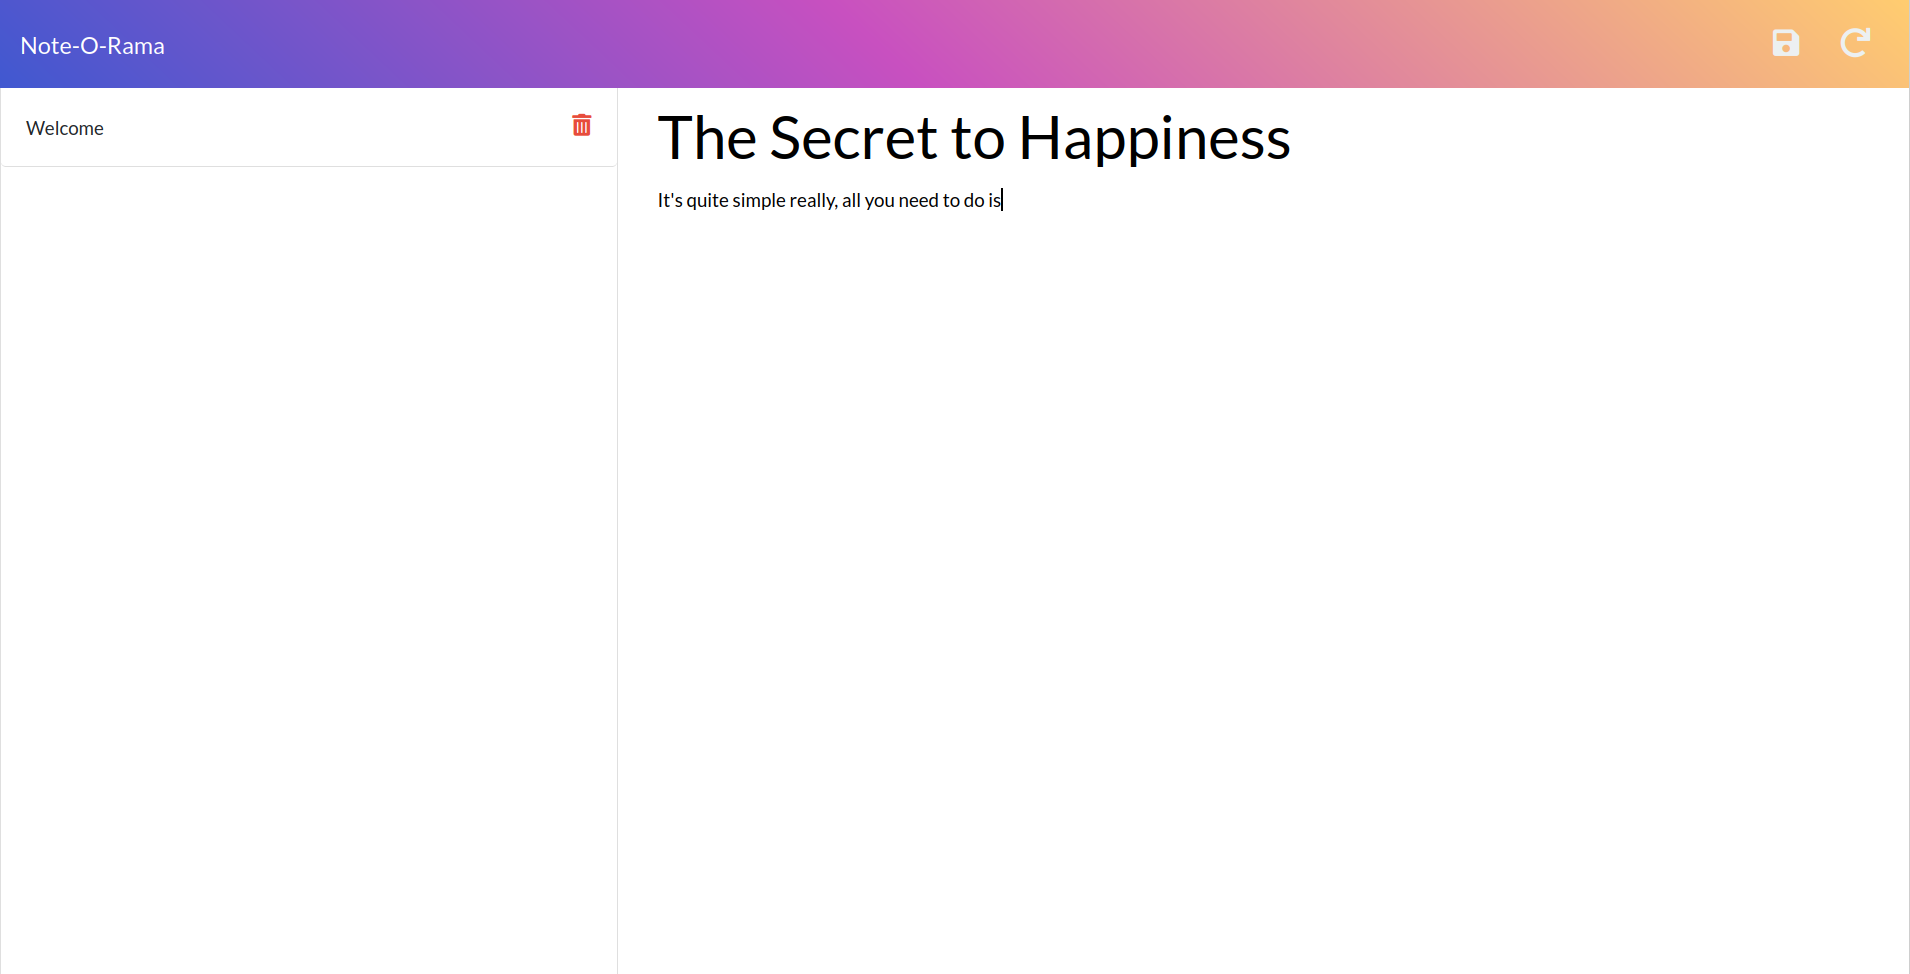 Note-O-Rama
Welcome
The Secret to Happiness
It's quite simple really, all you need to do is